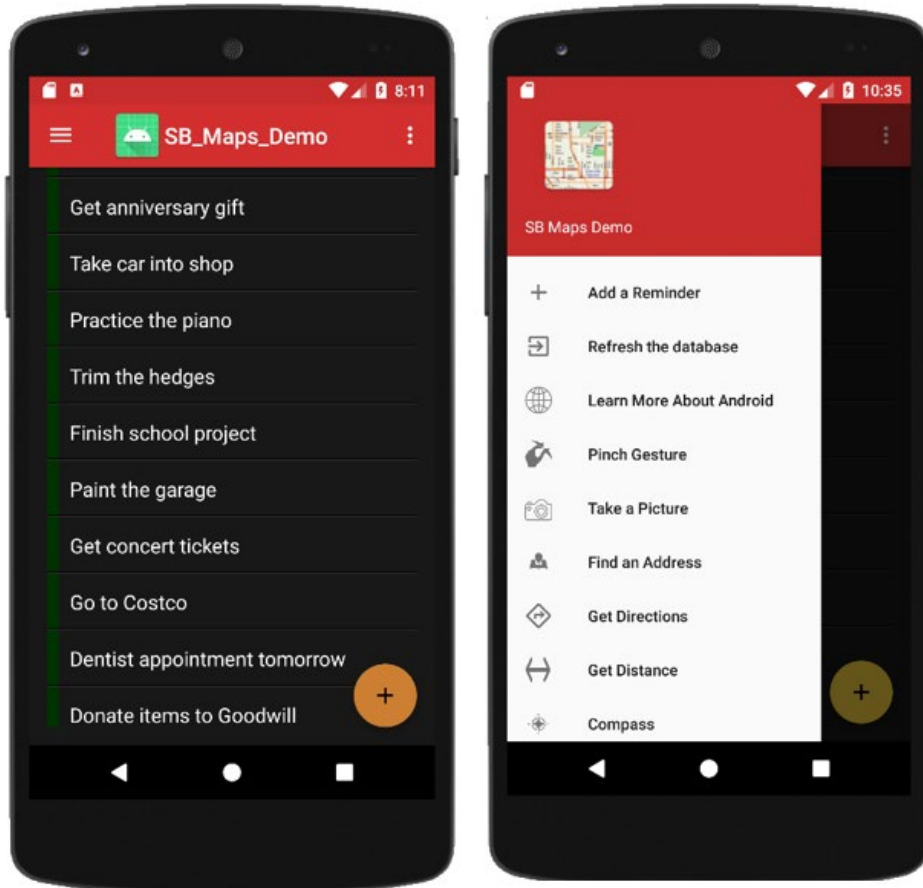 8:11
SB_Maps_Demo
Get anniversary gift
Take car into shop
Practice the piano
Trim the hedges
Finish school project
Paint the garage
Get concert tickets
Go to Costco
Dentist appointment tomorrow
Donate items to Goodwill
+
10:35
SB Maps Demo
Add a Reminder
Refresh the database
Learn More About Android
Pinch Gesture
Take a Picture
Find an Address
Get Directions
Get Distance
Compass
+